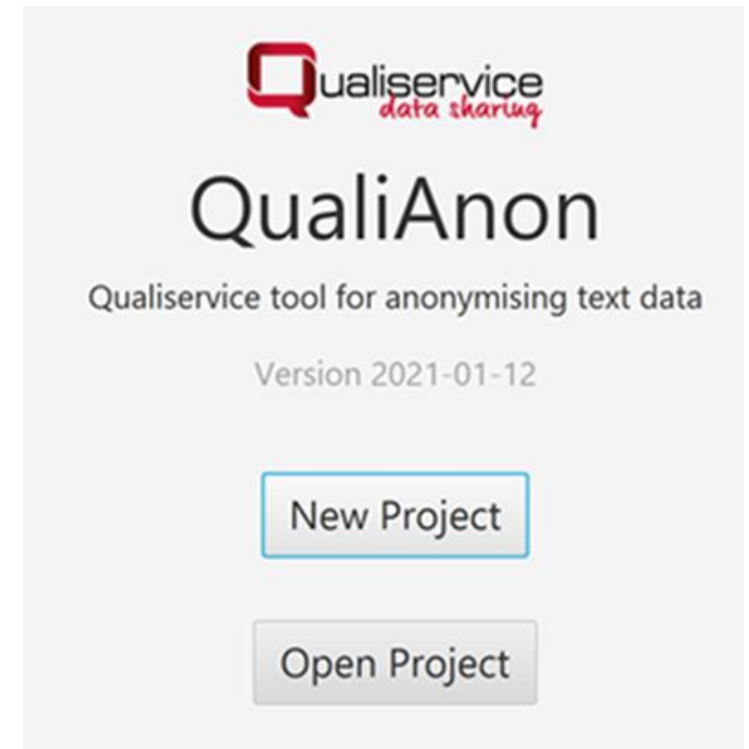 Qualiservice
data sharing
QualiAnon
Qualiservice tool for anonymising text data
Version 2021-01-12
New Project
Open Project